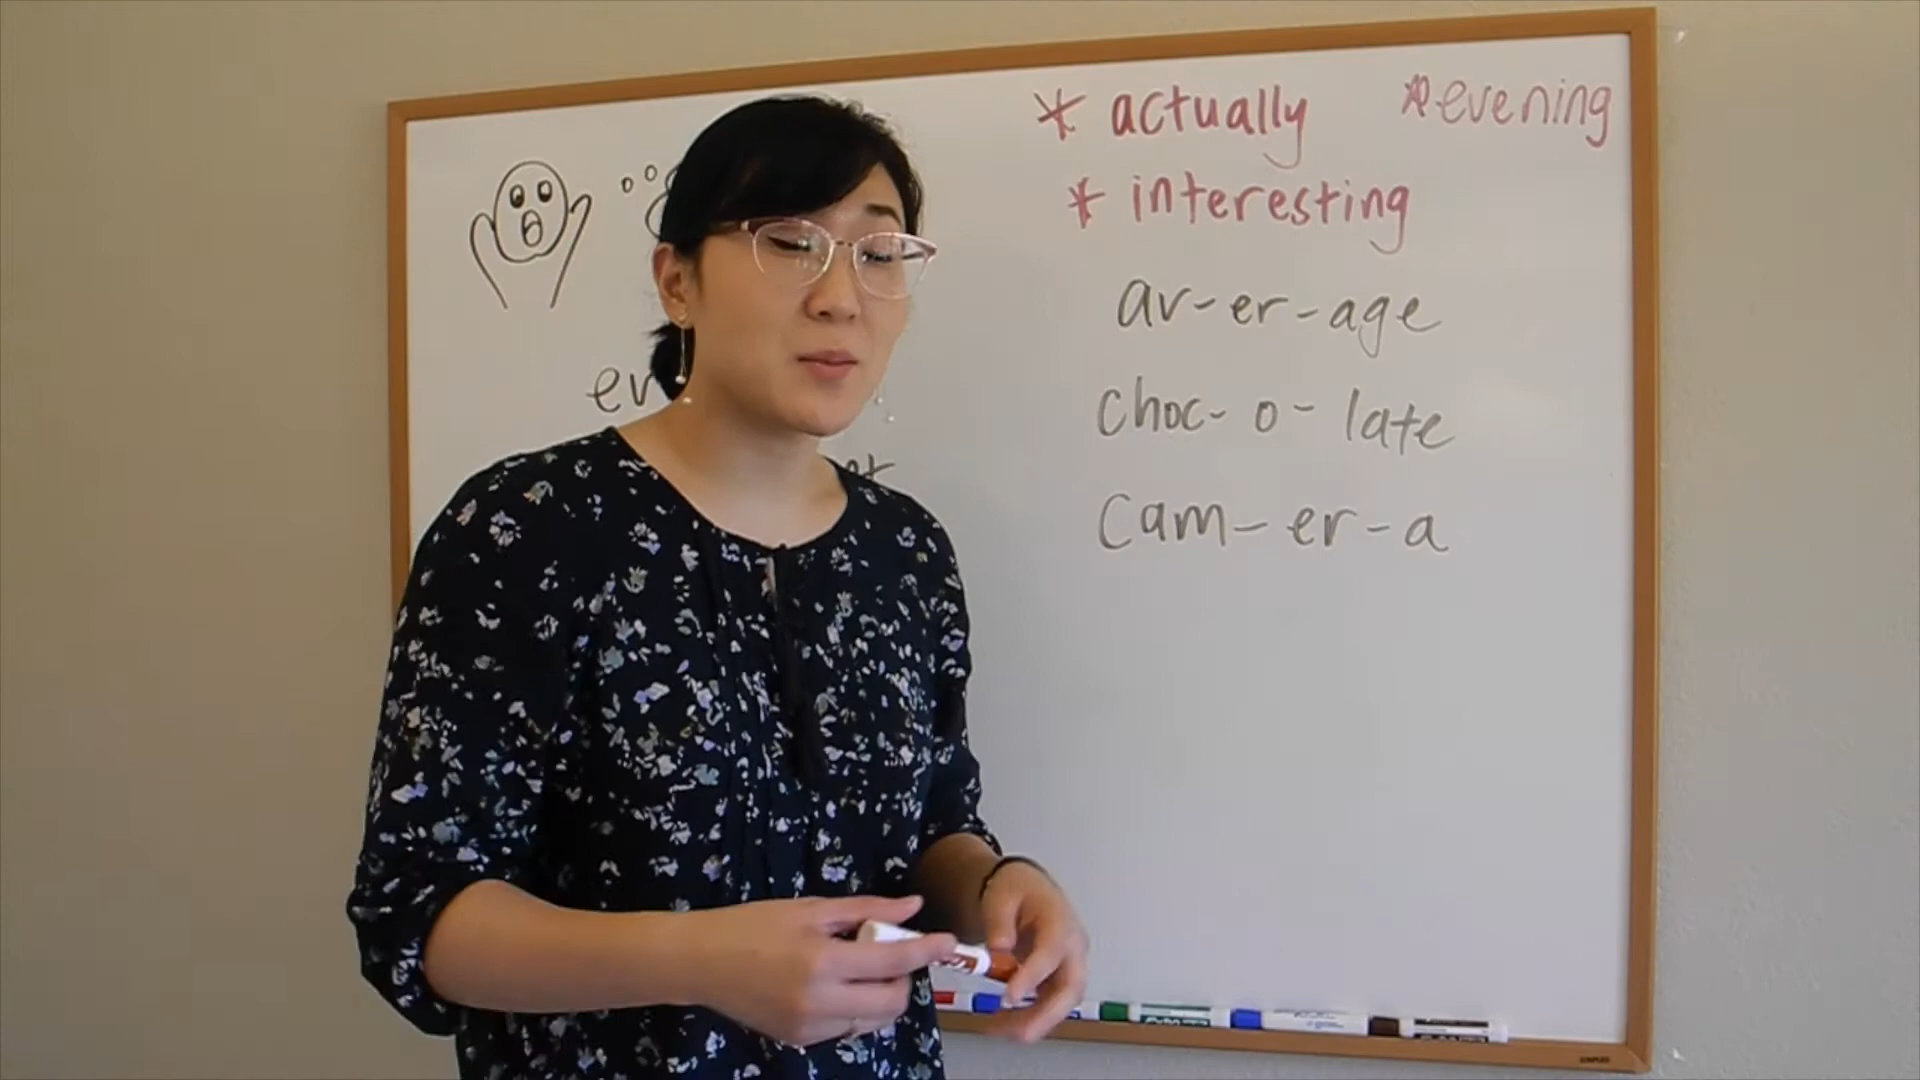 * actually *evening
* interesting
av-er-age
choc-o-late
cam-er-a